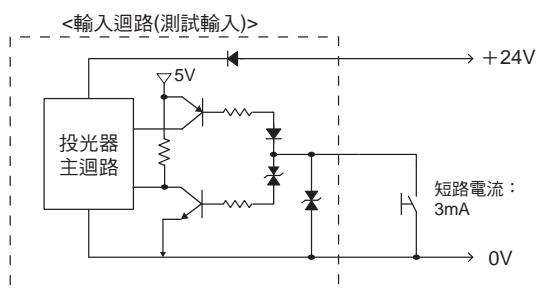 <輸入迴路(測試輸入)>
+24V
5V
投光器
主迴路
短路電流:
3mA
0V